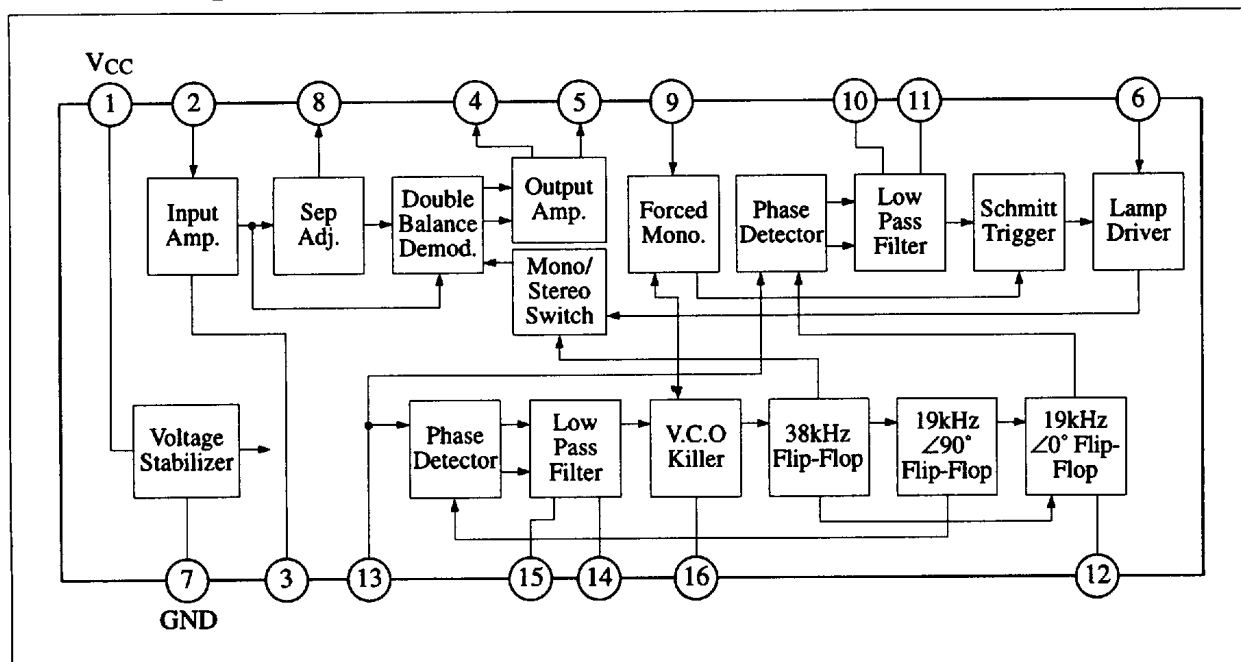 VCC
1
2
8
4
5
9
10
11
6
Input
Amp.
Sep
Adj.
Double
Balance
Demod.
Output
Amp.
Mono/
Stereo
Switch
Forced
Mono.
Phase
Detector
Low
Pass
Filter
Schmitt
Trigger
Lamp
Driver
Voltage
Stabilizer
Phase
Detector
Low
Pass
Filter
V.C.O
Killer
38kHz
Flip-Flop
19kHz
∠90°
Flip-Flop
19kHz
∠0° Flip-
Flop
7
3
13
15
14
16
12
GND